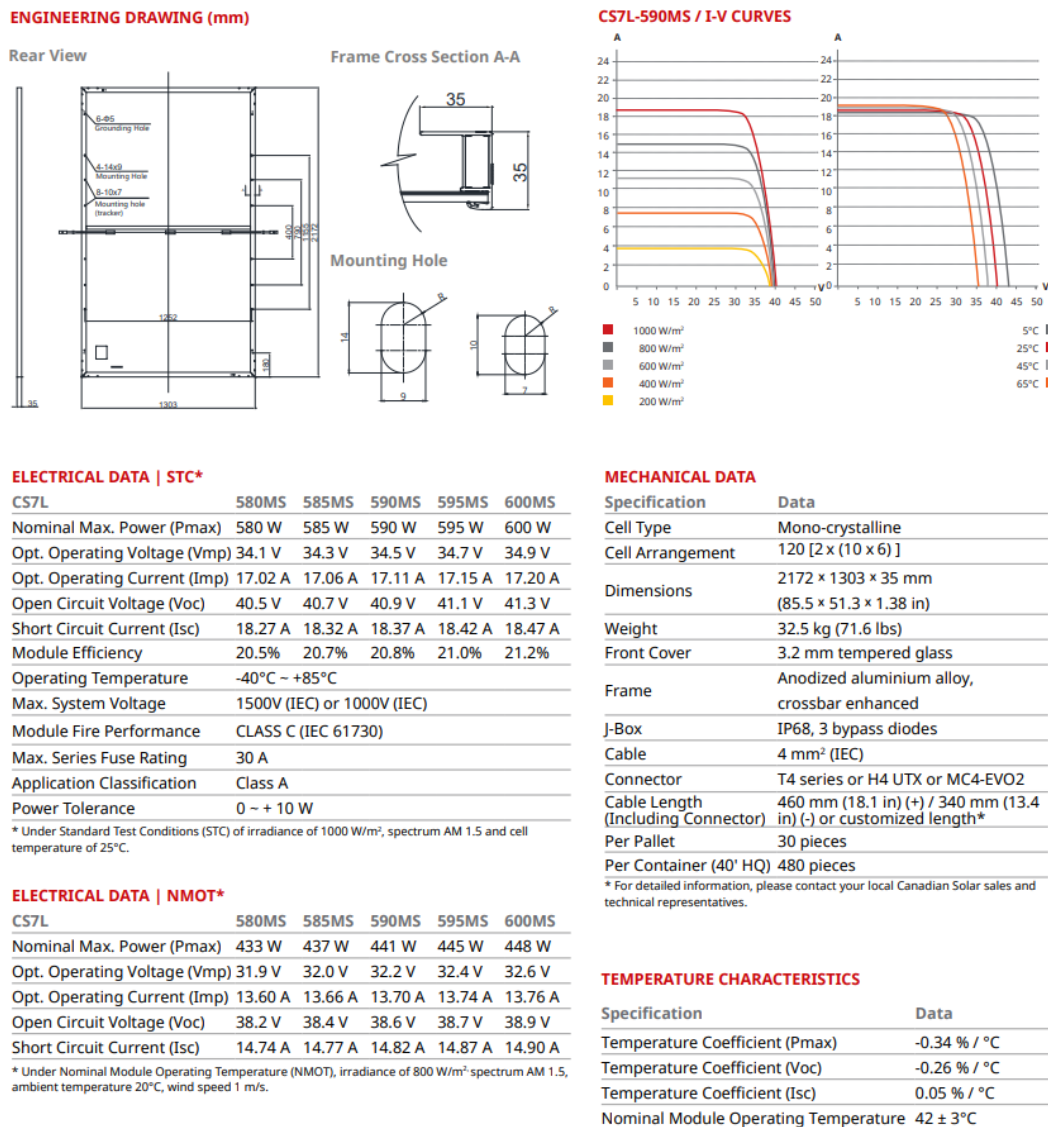 ENGINEERING DRAWING (mm)
Rear View
6-Φ5
Grounding Hole
4-14x9
Mounting Hole
8-10x7
Mounting hole
(tracker)
400
790
1155
2172
1252
180
35
1303
Frame Cross Section A-A
35
35
Mounting Hole
14
R
9
10
R
7
CS7L-590MS / I-V CURVES
A
24
22
20
18
16
14
12
10
8
6
4
2
0
5 10 15 20 25 30 35 40 45 50
V
1000 W/m²
800 W/m²
600 W/m²
400 W/m²
200 W/m²
A
24
22
20
18
16
14
12
10
8
6
4
2
0
5 10 15 20 25 30 35 40 45 50
V
5°C
25°C
45°C
65°C
ELECTRICAL DATA | STC*
CS7L 580MS 585MS 590MS 595MS 600MS
Nominal Max. Power (Pmax) 580 W 585 W 590 W 595 W 600 W
Opt. Operating Voltage (Vmp) 34.1 V 34.3 V 34.5 V 34.7 V 34.9 V
Opt. Operating Current (Imp) 17.02 A 17.06 A 17.11 A 17.15 A 17.20 A
Open Circuit Voltage (Voc) 40.5 V 40.7 V 40.9 V 41.1 V 41.3 V
Short Circuit Current (Isc) 18.27 A 18.32 A 18.37 A 18.42 A 18.47 A
Module Efficiency 20.5% 20.7% 20.8% 21.0% 21.2%
Operating Temperature -40°C ~ +85°C
Max. System Voltage 1500V (IEC) or 1000V (IEC)
Module Fire Performance CLASS C (IEC 61730)
Max. Series Fuse Rating 30 A
Application Classification Class A
Power Tolerance 0 ~ + 10 W
* Under Standard Test Conditions (STC) of irradiance of 1000 W/m², spectrum AM 1.5 and cell
temperature of 25°C.
ELECTRICAL DATA | NMOT*
CS7L 580MS 585MS 590MS 595MS 600MS
Nominal Max. Power (Pmax) 433 W 437 W 441 W 445 W 448 W
Opt. Operating Voltage (Vmp) 31.9 V 32.0 V 32.2 V 32.4 V 32.6 V
Opt. Operating Current (Imp) 13.60 A 13.66 A 13.70 A 13.74 A 13.76 A
Open Circuit Voltage (Voc) 38.2 V 38.4 V 38.6 V 38.7 V 38.9 V
Short Circuit Current (Isc) 14.74 A 14.77 A 14.82 A 14.87 A 14.90 A
* Under Nominal Module Operating Temperature (NMOT), irradiance of 800 W/m² spectrum AM 1.5,
ambient temperature 20°C, wind speed 1 m/s.
MECHANICAL DATA
Specification Data
Cell Type Mono-crystalline
Cell Arrangement 120 [2 x (10 x 6) ]
Dimensions 2172 × 1303 × 35 mm
(85.5 × 51.3 × 1.38 in)
Weight 32.5 kg (71.6 lbs)
Front Cover 3.2 mm tempered glass
Frame Anodized aluminium alloy,
crossbar enhanced
J-Box IP68, 3 bypass diodes
Cable 4 mm² (IEC)
Connector T4 series or H4 UTX or MC4-EVO2
Cable Length 460 mm (18.1 in) (+) / 340 mm (13.4
(Including Connector) in) (-) or customized length*
Per Pallet 30 pieces
Per Container (40' HQ) 480 pieces
* For detailed information, please contact your local Canadian Solar sales and
technical representatives.
TEMPERATURE CHARACTERISTICS
Specification Data
Temperature Coefficient (Pmax) -0.34 % / °C
Temperature Coefficient (Voc) -0.26 % / °C
Temperature Coefficient (Isc) 0.05 % / °C
Nominal Module Operating Temperature 42 ± 3°C